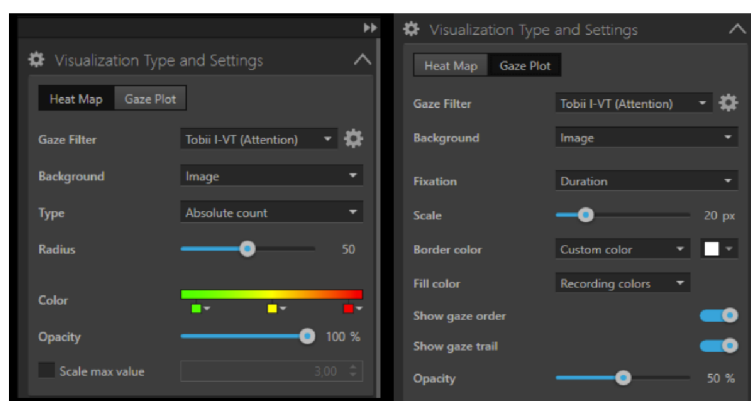 Visualization Type and Settings
Heat Map Gaze Plot
Gaze Filter Tobii I-VT (Attention)
Background Image
Type Absolute count
Radius 50
Color
Opacity 100 %
Scale max value 3,00
Visualization Type and Settings
Heat Map Gaze Plot
Gaze Filter Tobii I-VT (Attention)
Background Image
Fixation Duration
Scale 20 px
Border color Custom color
Fill color Recording colors
Show gaze order
Show gaze trail
Opacity 50 %